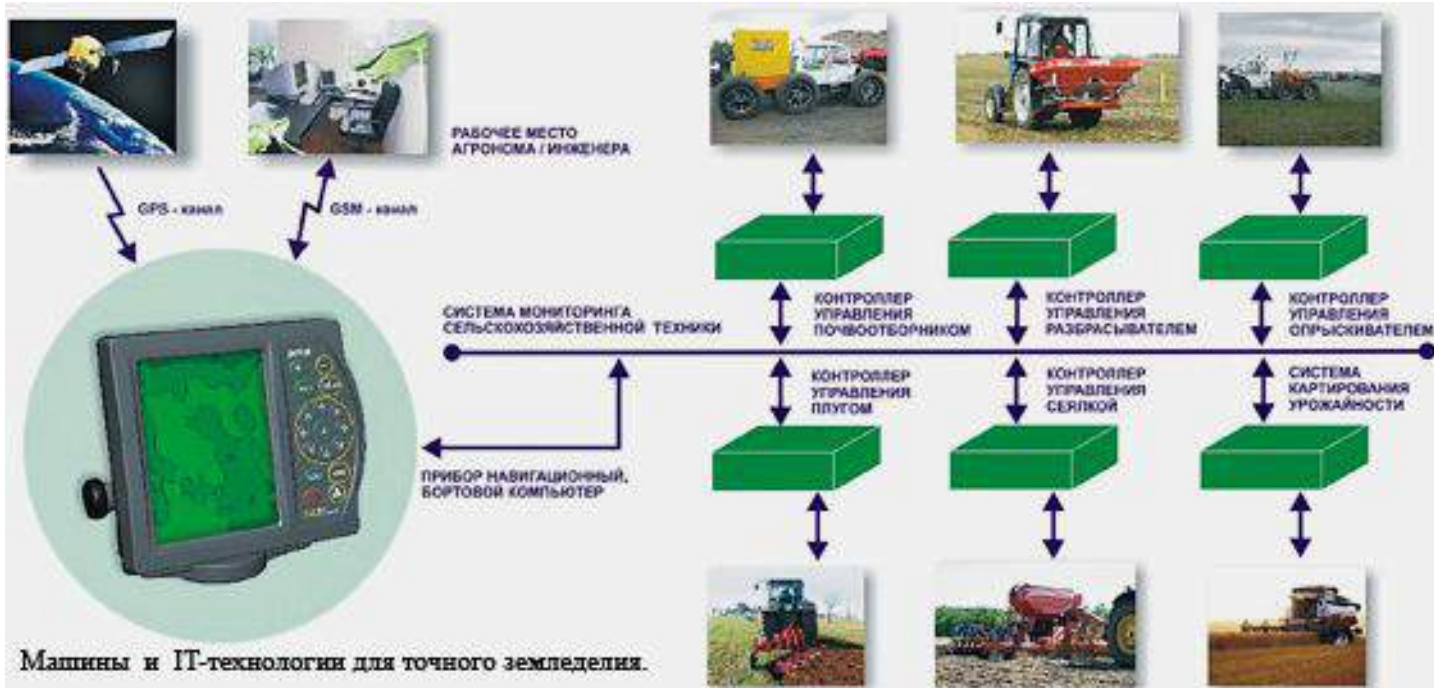 РАБОЧЕЕ МЕСТО
АГРОНОМА / ИНЖЕНЕРА
GPS - канал
GSM - канал
СИСТЕМА МОНИТОРИНГА
СЕЛЬСКОХОЗЯЙСТВЕННОЙ ТЕХНИКИ
КОНТРОЛЛЕР
УПРАВЛЕНИЯ
ПОЧВООТБОРНИКОМ
КОНТРОЛЛЕР
УПРАВЛЕНИЯ
РАЗБРАСЫВАТЕЛЕМ
КОНТРОЛЛЕР
УПРАВЛЕНИЯ
ОПРЫСКИВАТЕЛЕМ
КОНТРОЛЛЕР
УПРАВЛЕНИЯ
ПЛУГОМ
КОНТРОЛЛЕР
УПРАВЛЕНИЯ
СЕЯЛКОЙ
СИСТЕМА
КАРТИРОВАНИЯ
УРОЖАЙНОСТИ
ПРИБОР НАВИГАЦИОННЫЙ,
БОРТОВОЙ КОМПЬЮТЕР
Машины и IT-технологии для точного земледелия.